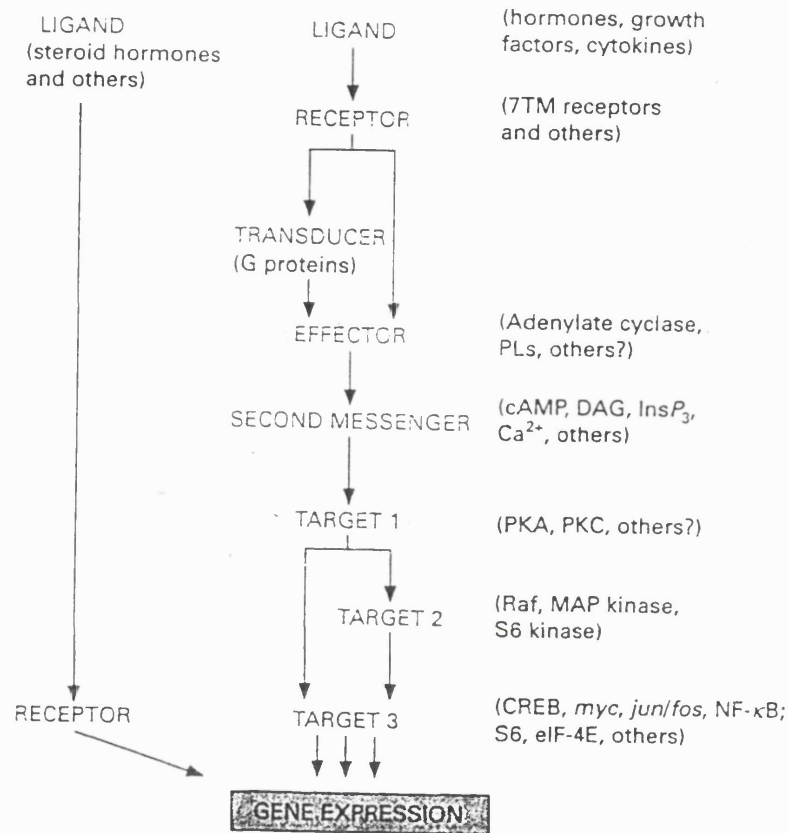 LIGAND
(steroid hormones
and others)
LIGAND
(hormones, growth
factors, cytokines)
RECEPTOR
(7TM receptors
and others)
TRANSDUCER
(G proteins)
EFFECTOR
(Adenylate cyclase,
PLs, others?)
SECOND MESSENGER
(cAMP, DAG, InsP₃,
Ca²⁺, others)
TARGET 1
(PKA, PKC, others?)
TARGET 2
(Raf, MAP kinase,
S6 kinase)
RECEPTOR
TARGET 3
(CREB, myc, jun/fos, NF-κB;
S6, eIF-4E, others)
GENE EXPRESSION